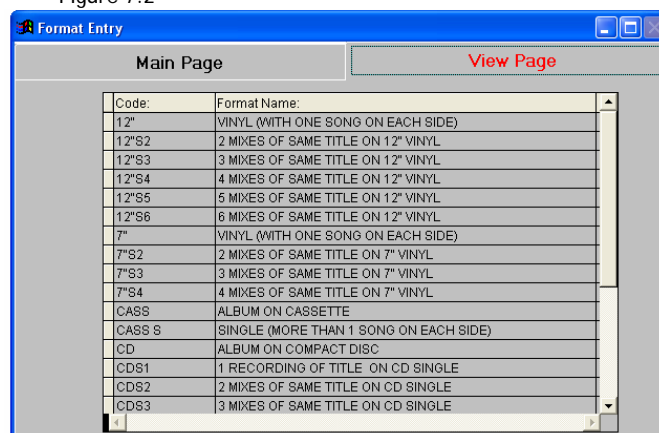 Figure 7.2
Format Entry
Main Page View Page
Code: Format Name:
12" VINYL (WITH ONE SONG ON EACH SIDE)
12"S2 2 MIXES OF SAME TITLE ON 12" VINYL
12"S3 3 MIXES OF SAME TITLE ON 12" VINYL
12"S4 4 MIXES OF SAME TITLE ON 12" VINYL
12"S5 5 MIXES OF SAME TITLE ON 12" VINYL
12"S6 6 MIXES OF SAME TITLE ON 12" VINYL
7" VINYL (WITH ONE SONG ON EACH SIDE)
7"S2 2 MIXES OF SAME TITLE ON 7" VINYL
7"S3 3 MIXES OF SAME TITLE ON 7" VINYL
7"S4 4 MIXES OF SAME TITLE ON 7" VINYL
CASS ALBUM ON CASSETTE
CASS S SINGLE (MORE THAN 1 SONG ON EACH SIDE)
CD ALBUM ON COMPACT DISC
CDS1 1 RECORDING OF TITLE ON CD SINGLE
CDS2 2 MIXES OF SAME TITLE ON CD SINGLE
CDS3 3 MIXES OF SAME TITLE ON CD SINGLE